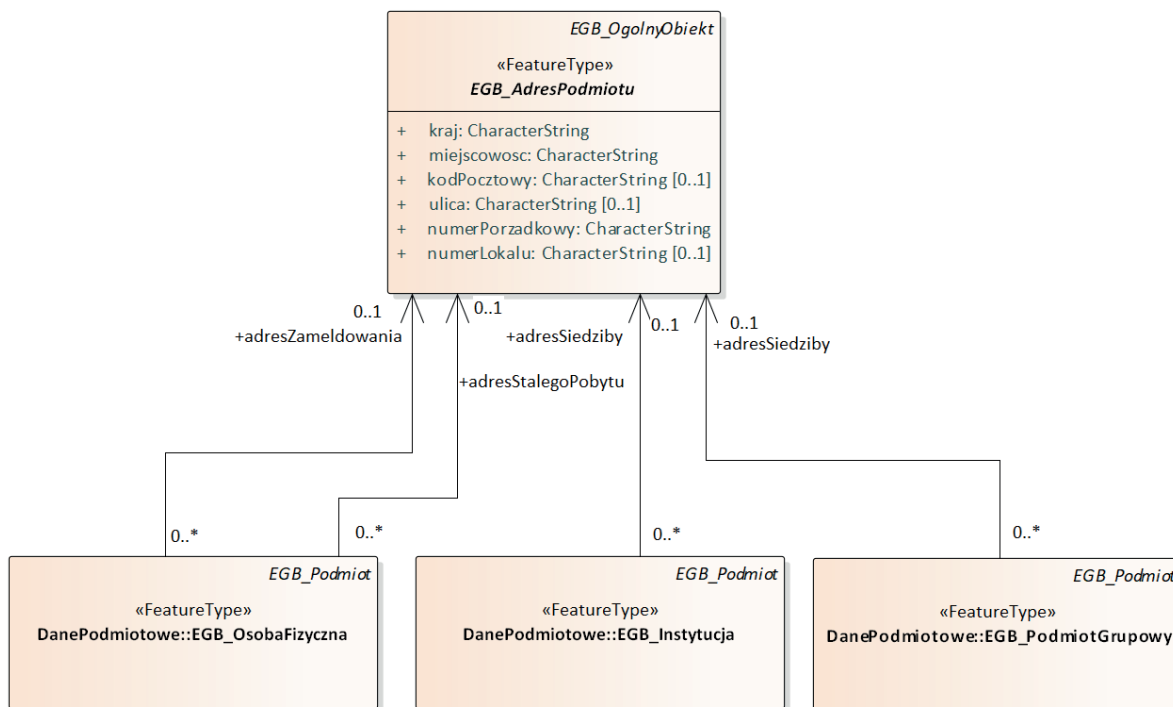 EGB_OgolnyObiekt
«FeatureType»
EGB_AdresPodmiotu
+ kraj: CharacterString
+ miejscowosc: CharacterString
+ kodPocztowy: CharacterString [0..1]
+ ulica: CharacterString [0..1]
+ numerPorzadkowy: CharacterString
+ numerLokalu: CharacterString [0..1]
0..1
+adresZameldowania
0..1
+adresStalegoPobytu
0..1
+adresSiedziby
0..1
+adresSiedziby
0..*
0..*
0..*
0..*
EGB_Podmiot
«FeatureType»
DanePodmiotowe::EGB_OsobaFizyczna
EGB_Podmiot
«FeatureType»
DanePodmiotowe::EGB_Instytucja
EGB_Podmiot
«FeatureType»
DanePodmiotowe::EGB_PodmiotGrupowy